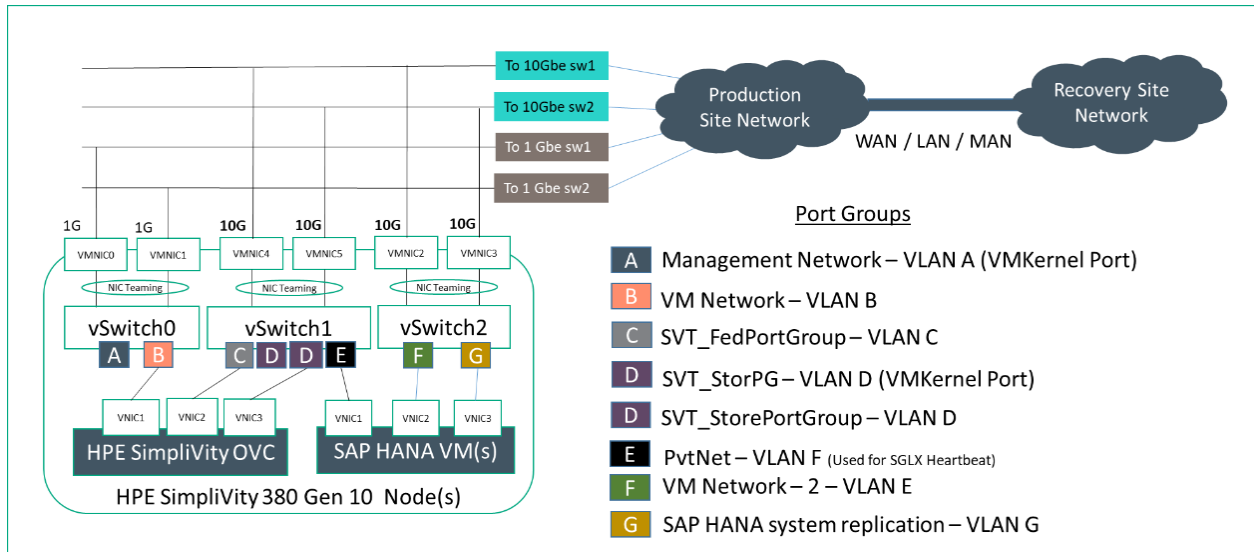 To 10Gbe sw1
To 10Gbe sw2
To 1 Gbe sw1
To 1 Gbe sw2
Production
Site Network
Recovery Site
Network
WAN / LAN / MAN
1G
1G
10G
10G
10G
10G
VMNIC0
VMNIC1
VMNIC4
VMNIC5
VMNIC2
VMNIC3
NIC Teaming
NIC Teaming
NIC Teaming
vSwitch0
vSwitch1
vSwitch2
A
B
C
D
D
E
F
G
VNIC1
VNIC2
VNIC3
VNIC1
VNIC2
VNIC3
HPE SimpliVity OVC
SAP HANA VM(s)
HPE SimpliVity 380 Gen 10 Node(s)
Port Groups
A Management Network – VLAN A (VMKernel Port)
B VM Network – VLAN B
C SVT_FedPortGroup – VLAN C
D SVT_StorPG – VLAN D (VMKernel Port)
D SVT_StorePortGroup – VLAN D
E PvtNet – VLAN F (Used for SGLX Heartbeat)
F VM Network – 2 – VLAN E
G SAP HANA system replication – VLAN G